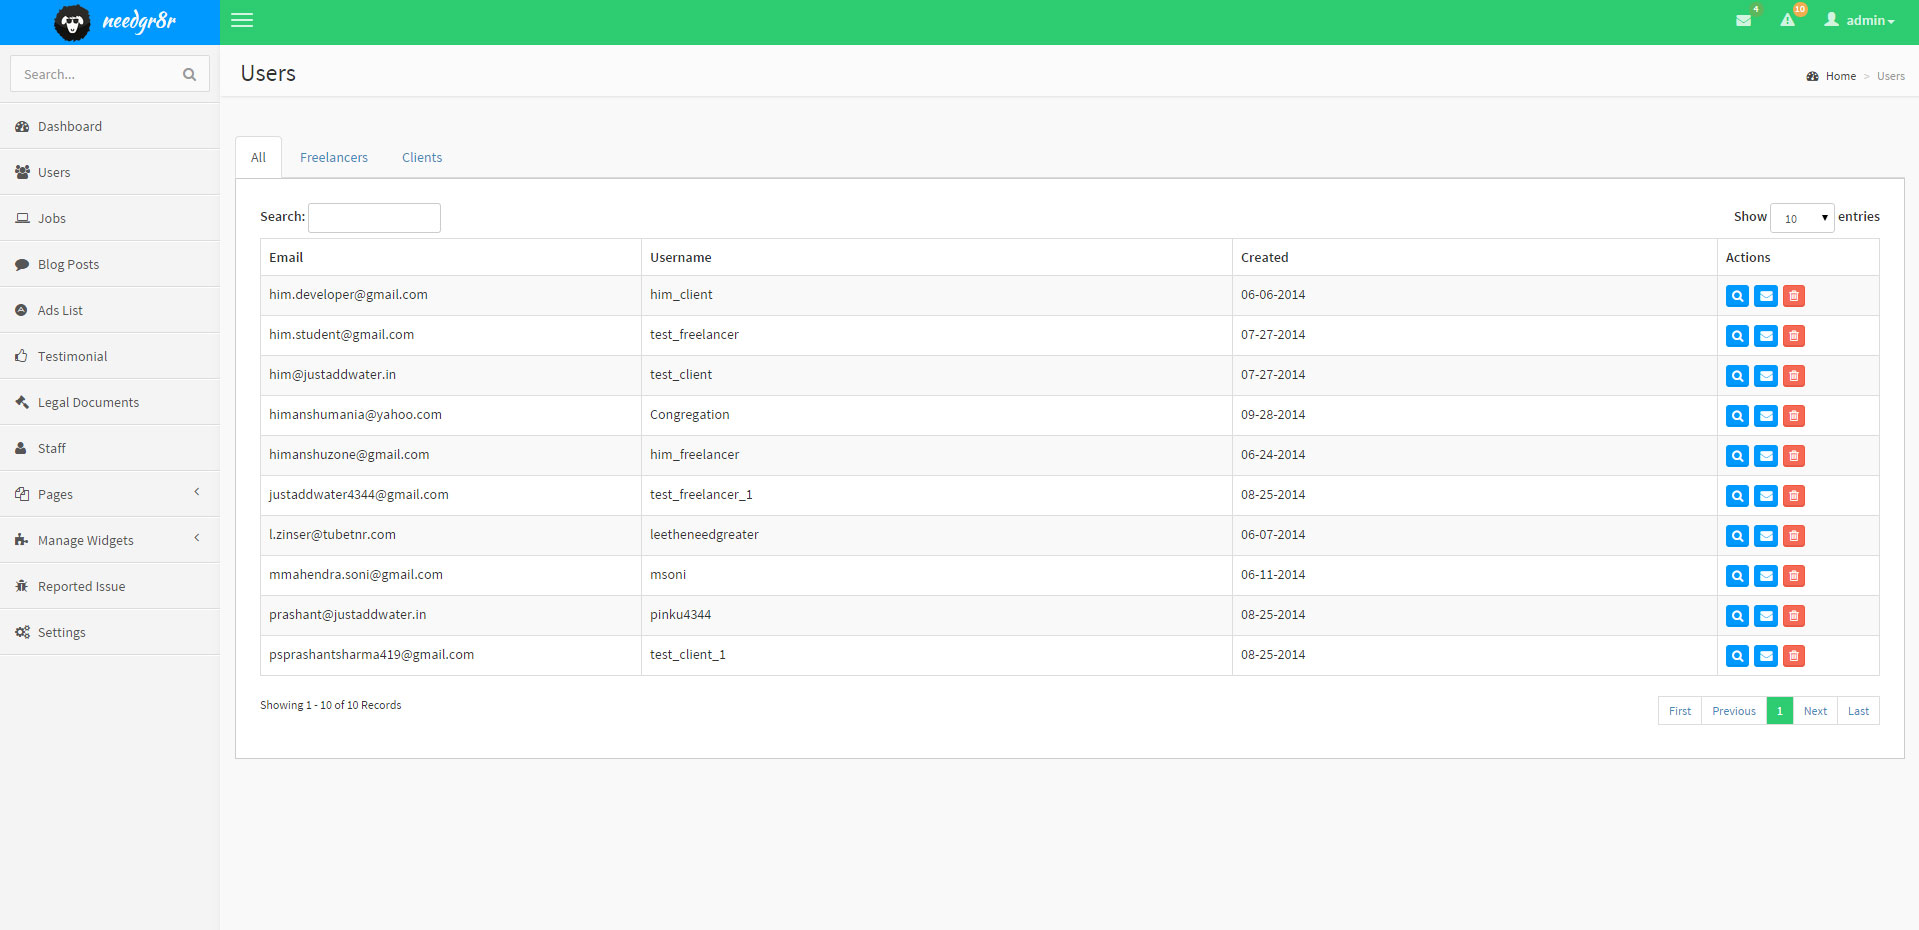 needgr8r
4
10
admin
Search...
Users
Home > Users
Dashboard
Users
Jobs
Blog Posts
Ads List
Testimonial
Legal Documents
Staff
Pages
Manage Widgets
Reported Issue
Settings
All Freelancers Clients
Search: Show 10 entries
Email Username Created Actions
him.developer@gmail.com him_client 06-06-2014
him.student@gmail.com test_freelancer 07-27-2014
him@justaddwater.in test_client 07-27-2014
himanshumania@yahoo.com Congregation 09-28-2014
himanshuzone@gmail.com him_freelancer 06-24-2014
justaddwater4344@gmail.com test_freelancer_1 08-25-2014
l.zinser@tubetnr.com leetheneedgreater 06-07-2014
mmahendra.soni@gmail.com msoni 06-11-2014
prashant@justaddwater.in pinku4344 08-25-2014
psprashantsharma419@gmail.com test_client_1 08-25-2014
Showing 1 - 10 of 10 Records
First Previous 1 Next Last